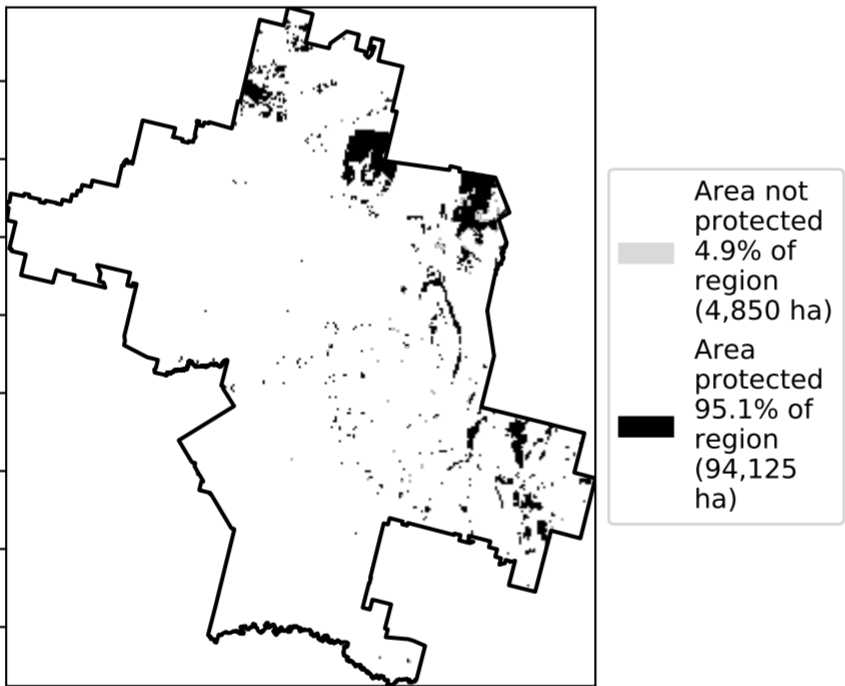 Area not
protected
4.9% of
region
(4,850 ha)
Area
protected
95.1% of
region
(94,125
ha)